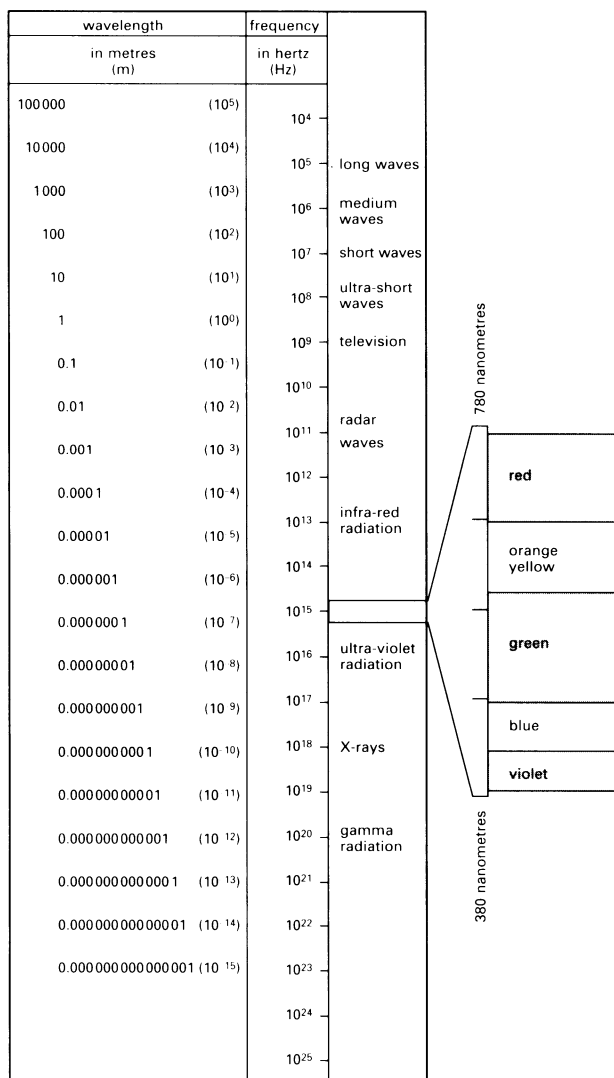 wavelength frequency
in metres in hertz
(m) (Hz)
100 000 (10⁵)
10⁴
10 000 (10⁴)
10⁵ long waves
1 000 (10³)
10⁶ medium
waves
100 (10²)
10⁷ short waves
10 (10¹)
10⁸ ultra-short
waves
1 (10⁰)
10⁹ television
0.1 (10⁻¹)
10¹⁰
0.01 (10⁻²)
10¹¹ radar
waves
0.001 (10⁻³)
10¹²
0.0001 (10⁻⁴)
10¹³ infra-red
radiation
0.00001 (10⁻⁵)
10¹⁴
0.000001 (10⁻⁶)
10¹⁵
0.0000001 (10⁻⁷)
10¹⁶ ultra-violet
radiation
0.00000001 (10⁻⁸)
10¹⁷
0.000000001 (10⁻⁹)
10¹⁸ X-rays
0.0000000001 (10⁻¹⁰)
10¹⁹
0.00000000001 (10⁻¹¹)
10²⁰ gamma
radiation
0.000000000001 (10⁻¹²)
10²¹
0.0000000000001 (10⁻¹³)
10²²
0.00000000000001 (10⁻¹⁴)
10²³
0.000000000000001 (10⁻¹⁵)
10²⁴
10²⁵
780 nanometres
red
orange
yellow
green
blue
violet
380 nanometres